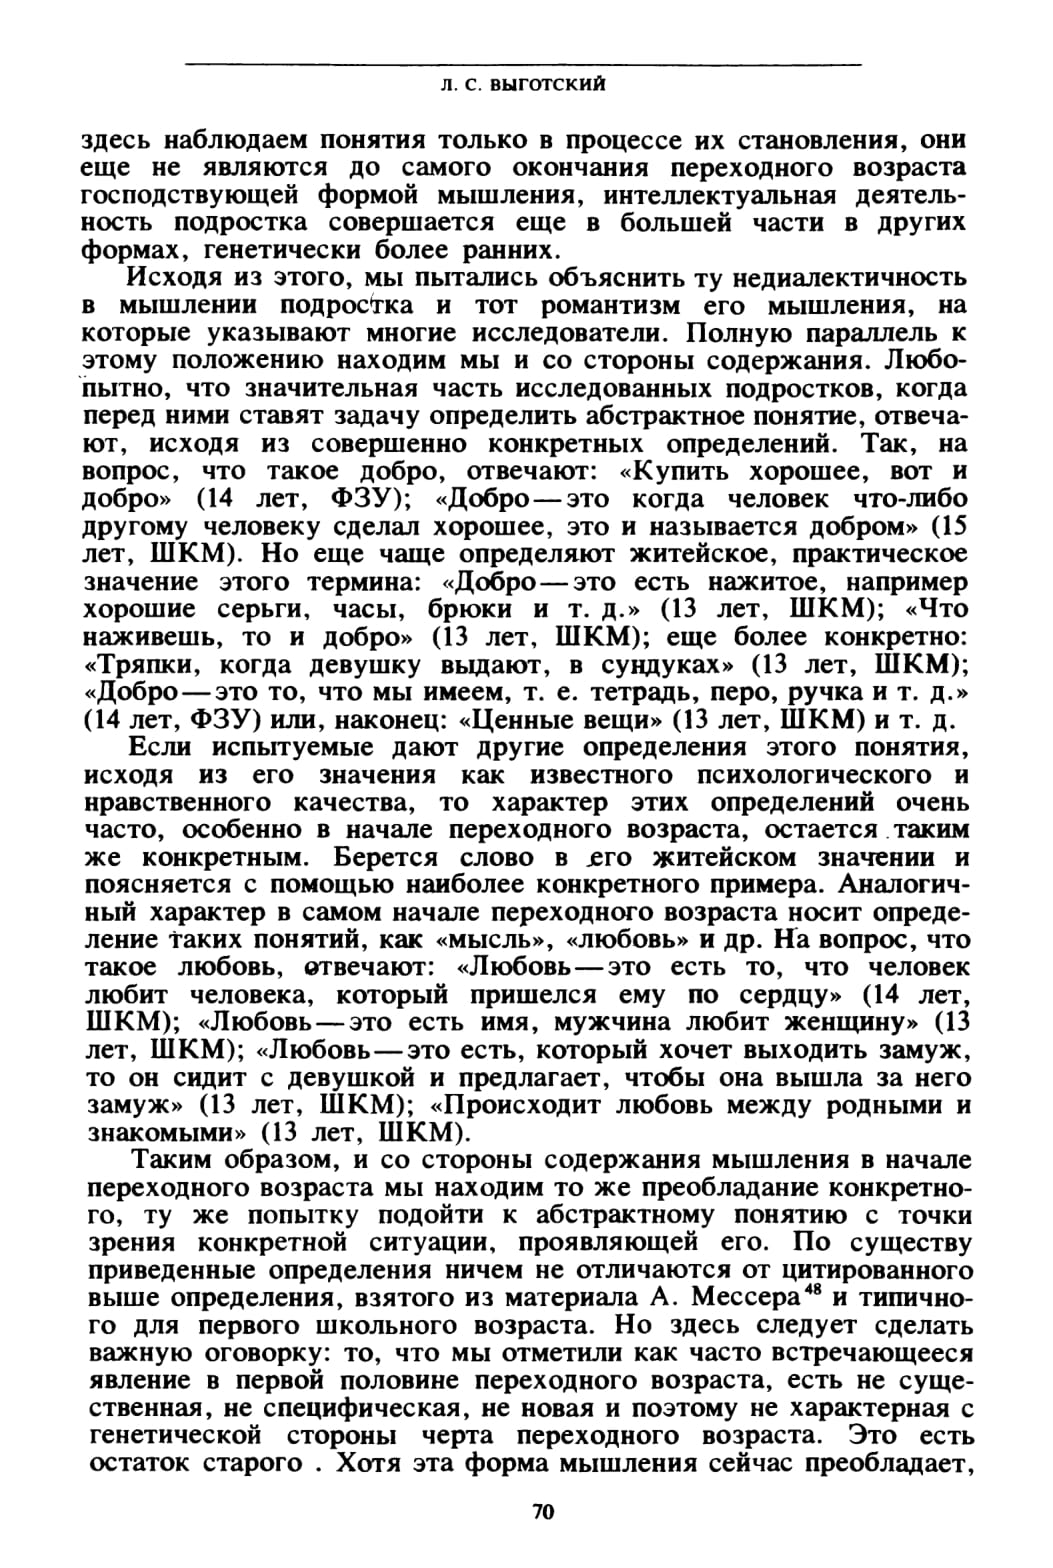 Л. С. ВЫГОТСКИЙ
здесь наблюдаем понятия только в процессе их становления, они
еще не являются до самого окончания переходного возраста
господствующей формой мышления, интеллектуальная деятель-
ность подростка совершается еще в большей части в других
формах, генетически более ранних.
Исходя из этого, мы пытались объяснить ту недиалектичность
в мышлении подростка и тот романтизм его мышления, на
которые указывают многие исследователи. Полную параллель к
этому положению находим мы и со стороны содержания. Любо-
пытно, что значительная часть исследованных подростков, когда
перед ними ставят задачу определить абстрактное понятие, отвеча-
ют, исходя из совершенно конкретных определений. Так, на
вопрос, что такое добро, отвечают: «Купить хорошее, вот и
добро» (14 лет, ФЗУ); «Добро—это когда человек что-либо
другому человеку сделал хорошее, это и называется добром» (15
лет, ШКМ). Но еще чаще определяют житейское, практическое
значение этого термина: «Добро—это есть нажитое, например
хорошие серьги, часы, брюки и т. д.» (13 лет, ШКМ); «Что
наживешь, то и добро» (13 лет, ШКМ); еще более конкретно:
«Тряпки, когда девушку выдают, в сундуках» (13 лет, ШКМ);
«Добро—это то, что мы имеем, т. е. тетрадь, перо, ручка и т. д.»
(14 лет, ФЗУ) или, наконец: «Ценные вещи» (13 лет, ШКМ) и т. д.
Если испытуемые дают другие определения этого понятия,
исходя из его значения как известного психологического и
нравственного качества, то характер этих определений очень
часто, особенно в начале переходного возраста, остается таким
же конкретным. Берется слово в его житейском значении и
поясняется с помощью наиболее конкретного примера. Аналогич-
ный характер в самом начале переходного возраста носит опреде-
ление таких понятий, как «мысль», «любовь» и др. На вопрос, что
такое любовь, отвечают: «Любовь—это есть то, что человек
любит человека, который пришелся ему по сердцу» (14 лет,
ШКМ); «Любовь—это есть имя, мужчина любит женщину» (13
лет, ШКМ); «Любовь—это есть, который хочет выходить замуж,
то он сидит с девушкой и предлагает, чтобы она вышла за него
замуж» (13 лет, ШКМ); «Происходит любовь между родными и
знакомыми» (13 лет, ШКМ).
Таким образом, и со стороны содержания мышления в начале
переходного возраста мы находим то же преобладание конкретно-
го, ту же попытку подойти к абстрактному понятию с точки
зрения конкретной ситуации, проявляющей его. По существу
приведенные определения ничем не отличаются от цитированного
выше определения, взятого из материала А. Мессера⁴⁸ и типично-
го для первого школьного возраста. Но здесь следует сделать
важную оговорку: то, что мы отметили как часто встречающееся
явление в первой половине переходного возраста, есть не суще-
ственная, не специфическая, не новая и поэтому не характерная с
генетической стороны черта переходного возраста. Это есть
остаток старого . Хотя эта форма мышления сейчас преобладает,
70